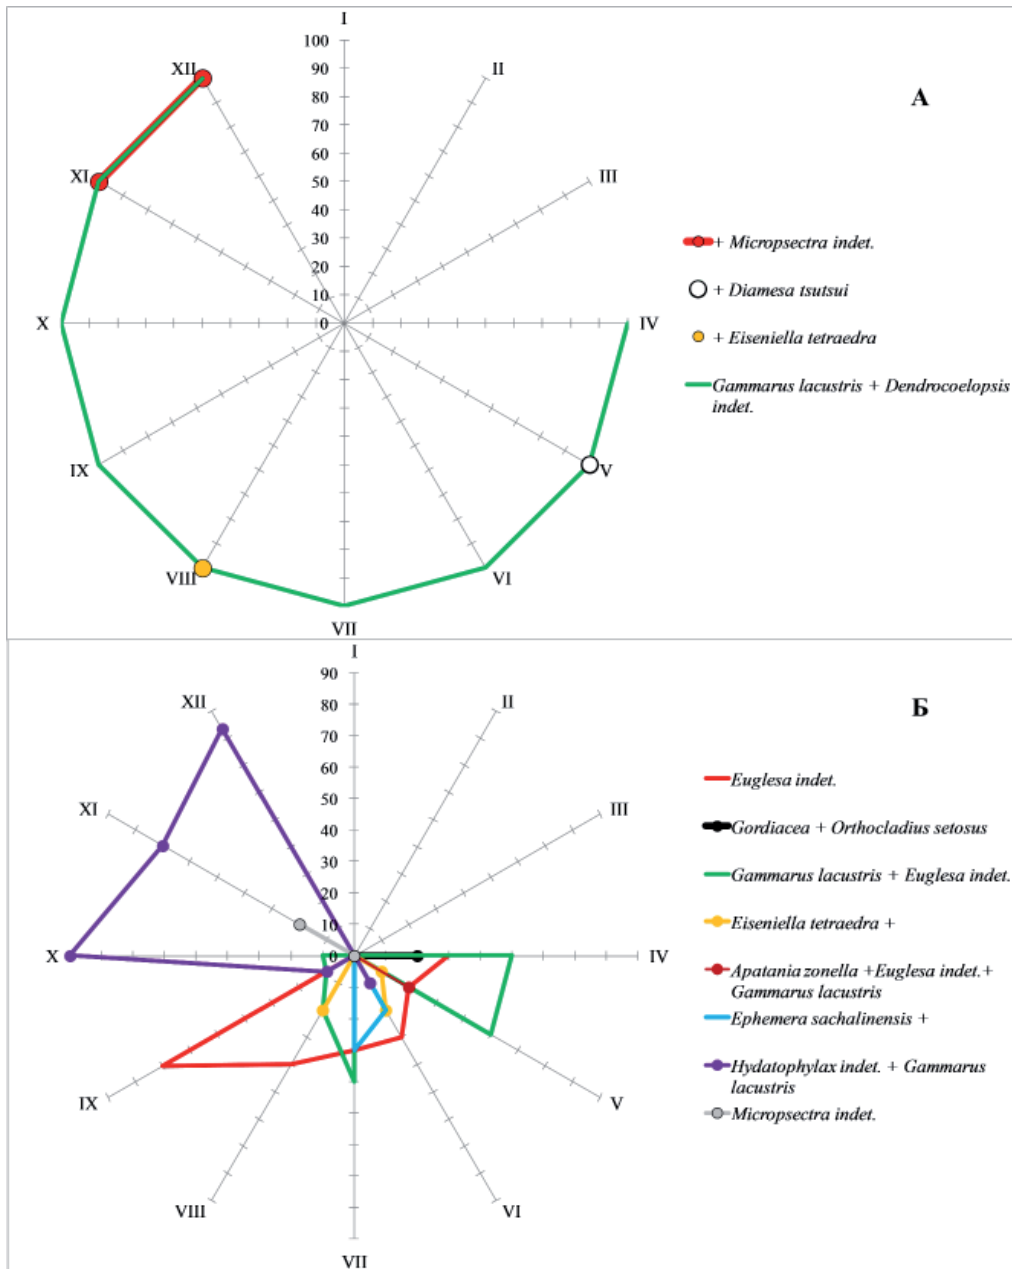 I
100
XII
90
II
А
80
70
60
XI
50
III
40
30
+ Micropsectra indet.
20
+ Diamesa tsutsui
10
X
0
IV
+ Eiseniella tetraedra
Gammarus lacustris + Dendrocoelopsis
indet.
IX
V
VIII
VI
VII
I
90
XII
80
II
Б
70
60
Euglesa indet.
XI
50
III
40
Gordiacea + Orthocladius setosus
30
Gammarus lacustris + Euglesa indet.
20
Eiseniella tetraedra +
10
X
0
IV
Apatania zonella +Euglesa indet.+
Gammarus lacustris
Ephemera sachalinensis +
Hydatophylax indet. + Gammarus
lacustris
IX
V
Micropsectra indet.
VIII
VI
VII